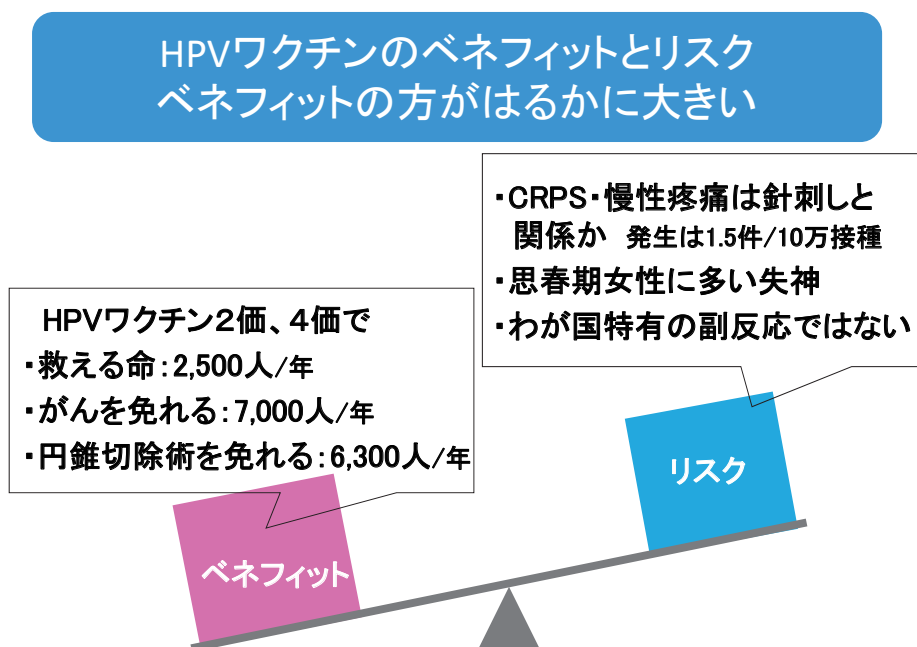 HPVワクチンのベネフィットとリスク
ベネフィットの方がはるかに大きい
・CRPS・慢性疼痛は針刺しと
関係か 発生は1.5件/10万接種
・思春期女性に多い失神
・わが国特有の副反応ではない
HPVワクチン２価、４価で
・救える命：2,500人/年
・がんを免れる：7,000人/年
・円錐切除術を免れる：6,300人/年
リスク
ベネフィット